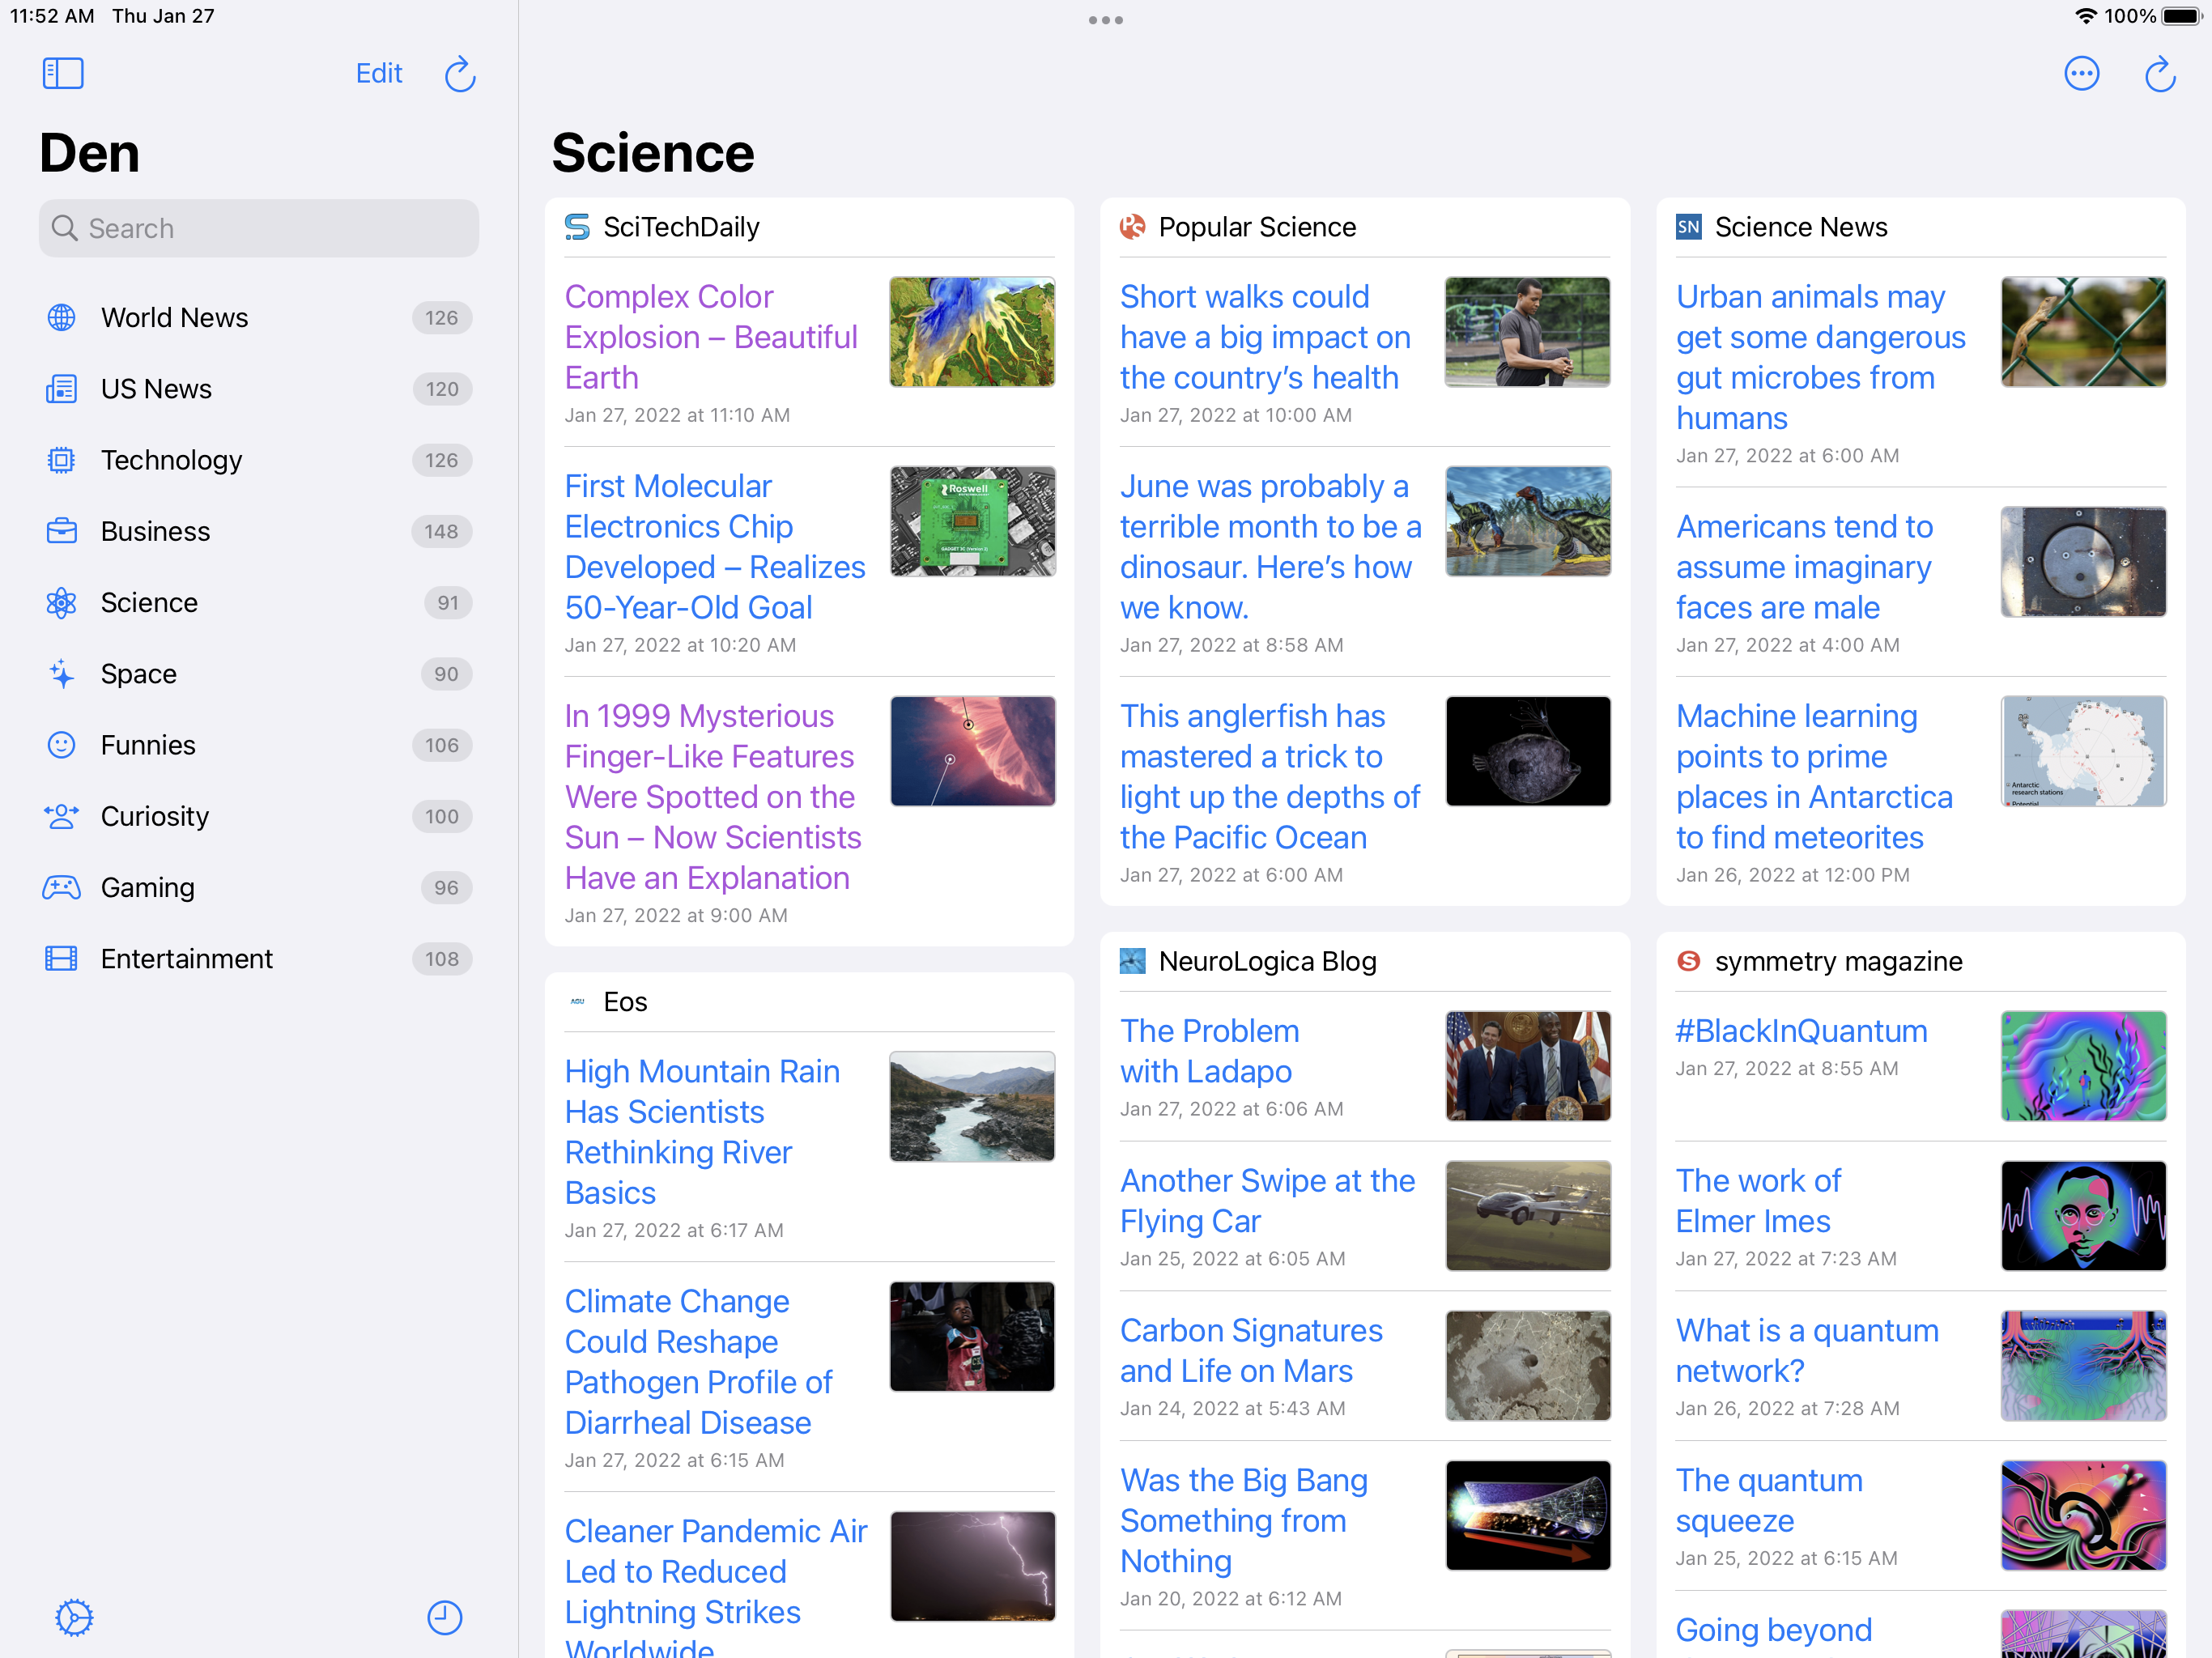 11:52 AM Thu Jan 27
100%
Edit
Den
Search
World News 126
US News 120
Technology 126
Business 148
Science 91
Space 90
Funnies 106
Curiosity 100
Gaming 96
Entertainment 108
Science
SciTechDaily
Complex Color
Explosion – Beautiful
Earth
Jan 27, 2022 at 11:10 AM
First Molecular
Electronics Chip
Developed – Realizes
50-Year-Old Goal
Jan 27, 2022 at 10:20 AM
Roswell
In 1999 Mysterious
Finger-Like Features
Were Spotted on the
Sun – Now Scientists
Have an Explanation
Jan 27, 2022 at 9:00 AM
AGU
Eos
High Mountain Rain
Has Scientists
Rethinking River
Basics
Jan 27, 2022 at 6:17 AM
Climate Change
Could Reshape
Pathogen Profile of
Diarrheal Disease
Jan 27, 2022 at 6:15 AM
Cleaner Pandemic Air
Led to Reduced
Lightning Strikes
Worldwide
PS
Popular Science
Short walks could
have a big impact on
the country’s health
Jan 27, 2022 at 10:00 AM
June was probably a
terrible month to be a
dinosaur. Here’s how
we know.
Jan 27, 2022 at 8:58 AM
This anglerfish has
mastered a trick to
light up the depths of
the Pacific Ocean
Jan 27, 2022 at 6:00 AM
NeuroLogica Blog
The Problem
with Ladapo
Jan 27, 2022 at 6:06 AM
Another Swipe at the
Flying Car
Jan 25, 2022 at 6:05 AM
Carbon Signatures
and Life on Mars
Jan 24, 2022 at 5:43 AM
Was the Big Bang
Something from
Nothing
Jan 20, 2022 at 6:12 AM
SN
Science News
Urban animals may
get some dangerous
gut microbes from
humans
Jan 27, 2022 at 6:00 AM
Americans tend to
assume imaginary
faces are male
Jan 27, 2022 at 4:00 AM
Machine learning
points to prime
places in Antarctica
to find meteorites
Jan 26, 2022 at 12:00 PM
Antarctic
research stations
Potential
S
symmetry magazine
#BlackInQuantum
Jan 27, 2022 at 8:55 AM
The work of
Elmer Imes
Jan 27, 2022 at 7:23 AM
What is a quantum
network?
Jan 26, 2022 at 7:28 AM
The quantum
squeeze
Jan 25, 2022 at 6:15 AM
Going beyond